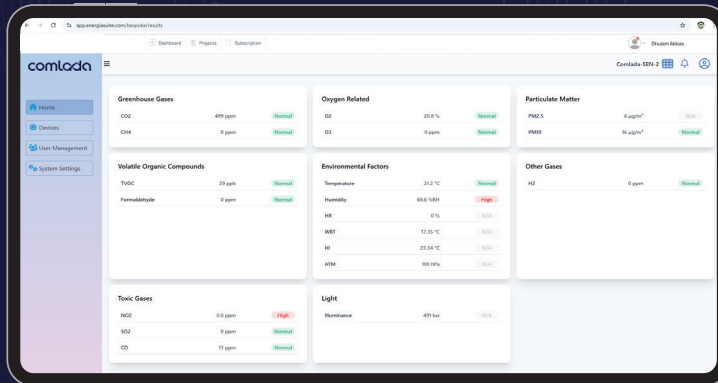 app.energiasuite.com/bespoke/results
Dashboard Projects Subscription
Ghulam Abbas
comlada
Comlada-SEN-2
Home
Devices
User Management
System Settings
Greenhouse Gases
CO2 499 ppm Normal
CH4 0 ppm Normal
Oxygen Related
O2 20.8 % Normal
O3 0 ppm Normal
Particulate Matter
PM2.5 6 µg/m³ N/A
PM10 16 µg/m³ Normal
Volatile Organic Compounds
TVOC 29 ppb Normal
Formaldehyde 0 ppm Normal
Environmental Factors
Temperature 21.2 °C Normal
Humidity 69.6 %RH High
HR 0 % N/A
WBT 17.35 °C N/A
HI 23.34 °C N/A
ATM 100 hPa N/A
Other Gases
H2 0 ppm Normal
Toxic Gases
NO2 0.6 ppm High
SO2 0 ppm Normal
CO 13 ppm Normal
Light
Illuminance 491 lux N/A